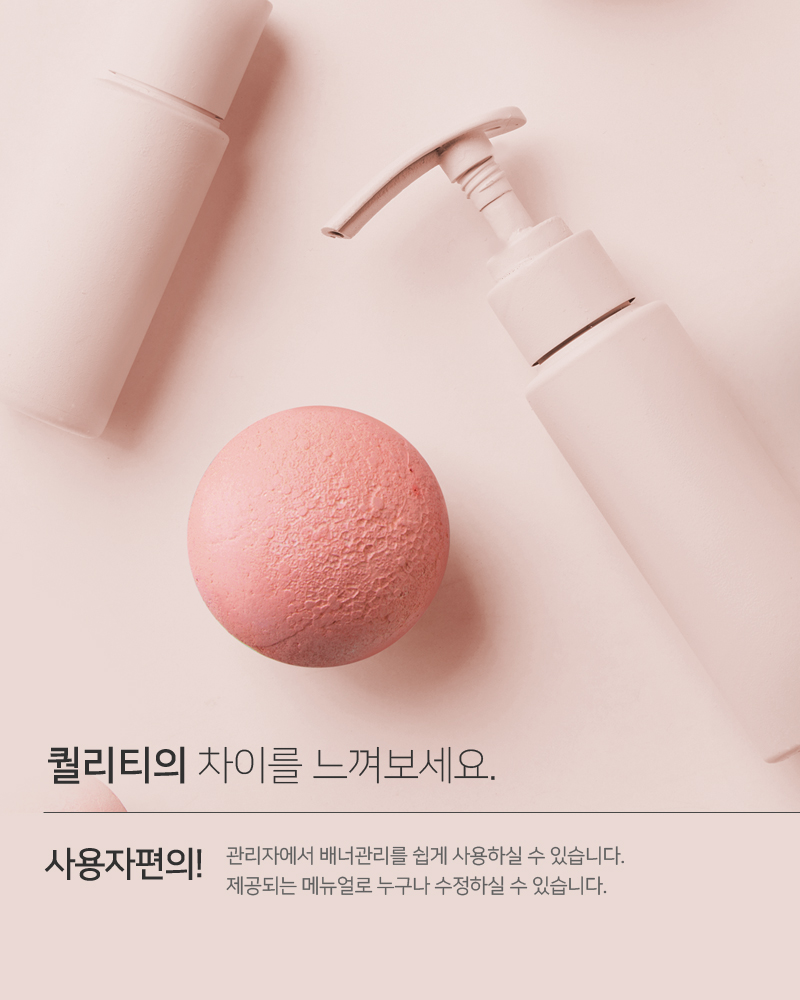 퀄리티의 차이를 느껴보세요.
사용자편의!
관리자에서 배너관리를 쉽게 사용하실 수 있습니다.
제공되는 메뉴얼로 누구나 수정하실 수 있습니다.